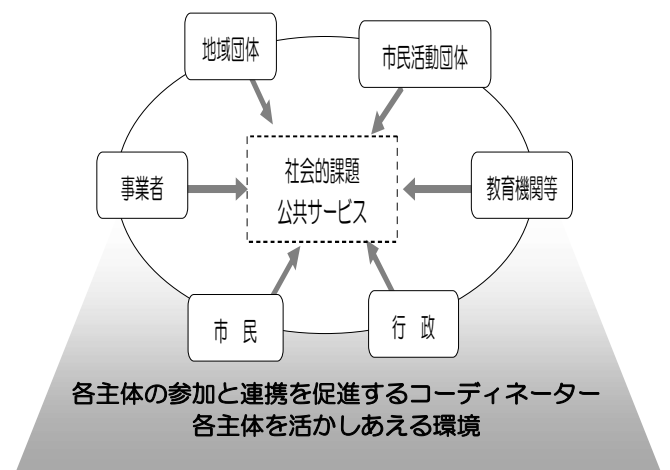 地域団体
市民活動団体
事業者
社会的課題
公共サービス
教育機関等
市　民
行　政
各主体の参加と連携を促進するコーディネーター
各主体を活かしあえる環境